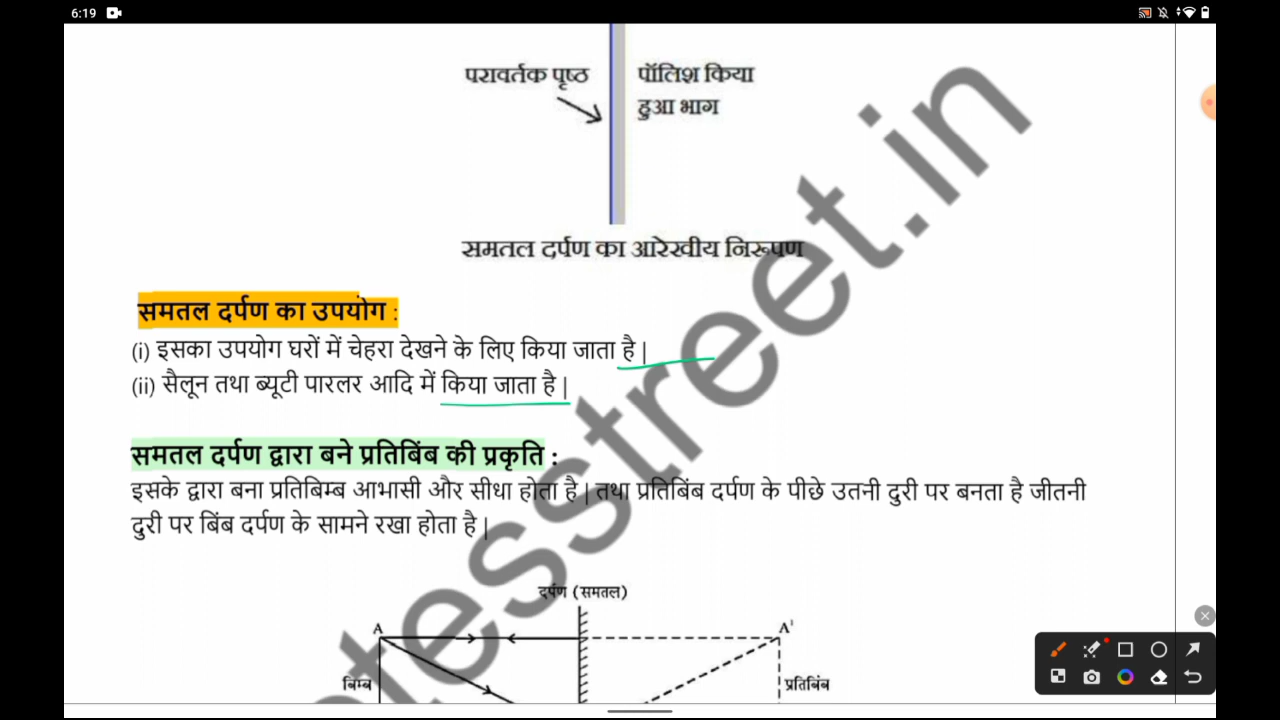 6:19
परावर्तक पृष्ठ
पॉलिश किया
हुआ भाग
समतल दर्पण का आरेखीय निरूपण
समतल दर्पण का उपयोग :
(i) इसका उपयोग घरों में चेहरा देखने के लिए किया जाता है |
(ii) सैलून तथा ब्यूटी पारलर आदि में किया जाता है |
समतल दर्पण द्वारा बने प्रतिबिंब की प्रकृति :
इसके द्वारा बना प्रतिबिम्ब आभासी और सीधा होता है | तथा प्रतिबिंब दर्पण के पीछे उतनी दुरी पर बनता है जीतनी
दुरी पर बिंब दर्पण के सामने रखा होता है |
दर्पण (समतल)
A
A'
बिम्ब
प्रतिबिंब
tesstreet.in